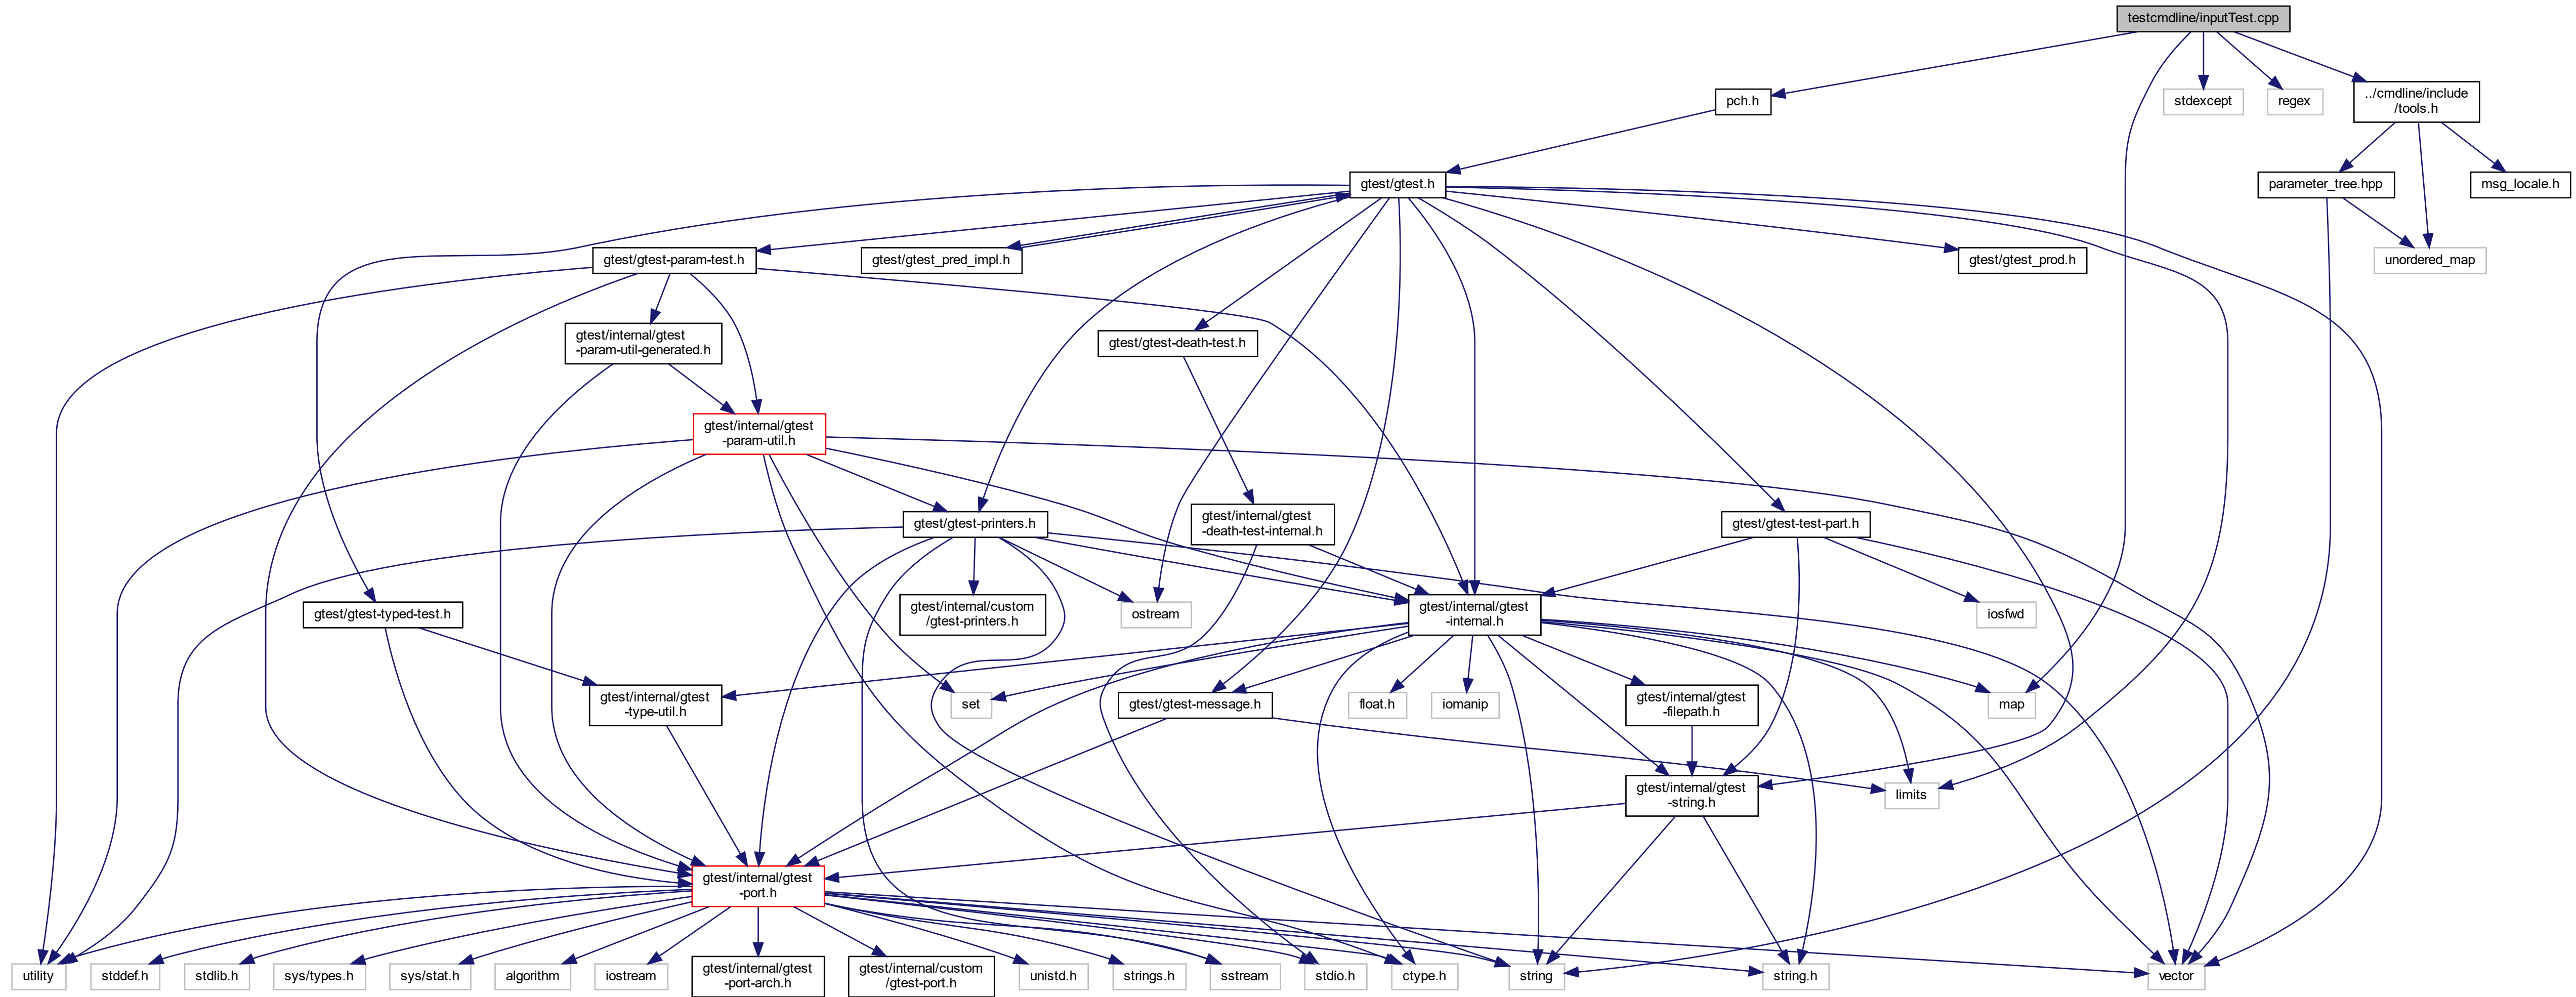 testcmdline/inputTest.cpp
pch.h
stdexcept
regex
../cmdline/include
/tools.h
gtest/gtest.h
parameter_tree.hpp
msg_locale.h
gtest/gtest-param-test.h
gtest/gtest_pred_impl.h
gtest/gtest_prod.h
unordered_map
gtest/internal/gtest
-param-util-generated.h
gtest/gtest-death-test.h
gtest/internal/gtest
-param-util.h
gtest/gtest-printers.h
gtest/internal/gtest
-death-test-internal.h
gtest/gtest-test-part.h
gtest/gtest-typed-test.h
gtest/internal/custom
/gtest-printers.h
ostream
gtest/internal/gtest
-internal.h
iosfwd
gtest/internal/gtest
-type-util.h
set
gtest/gtest-message.h
float.h
iomanip
gtest/internal/gtest
-filepath.h
map
gtest/internal/gtest
-string.h
limits
gtest/internal/gtest
-port.h
utility
stddef.h
stdlib.h
sys/types.h
sys/stat.h
algorithm
iostream
gtest/internal/gtest
-port-arch.h
gtest/internal/custom
/gtest-port.h
unistd.h
strings.h
sstream
stdio.h
ctype.h
string
string.h
vector